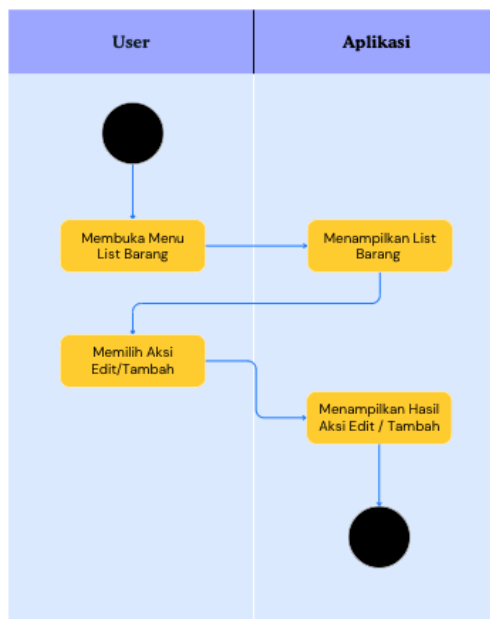 User
Aplikasi
Membuka Menu
List Barang
Menampilkan List
Barang
Memilih Aksi
Edit/Tambah
Menampilkan Hasil
Aksi Edit / Tambah